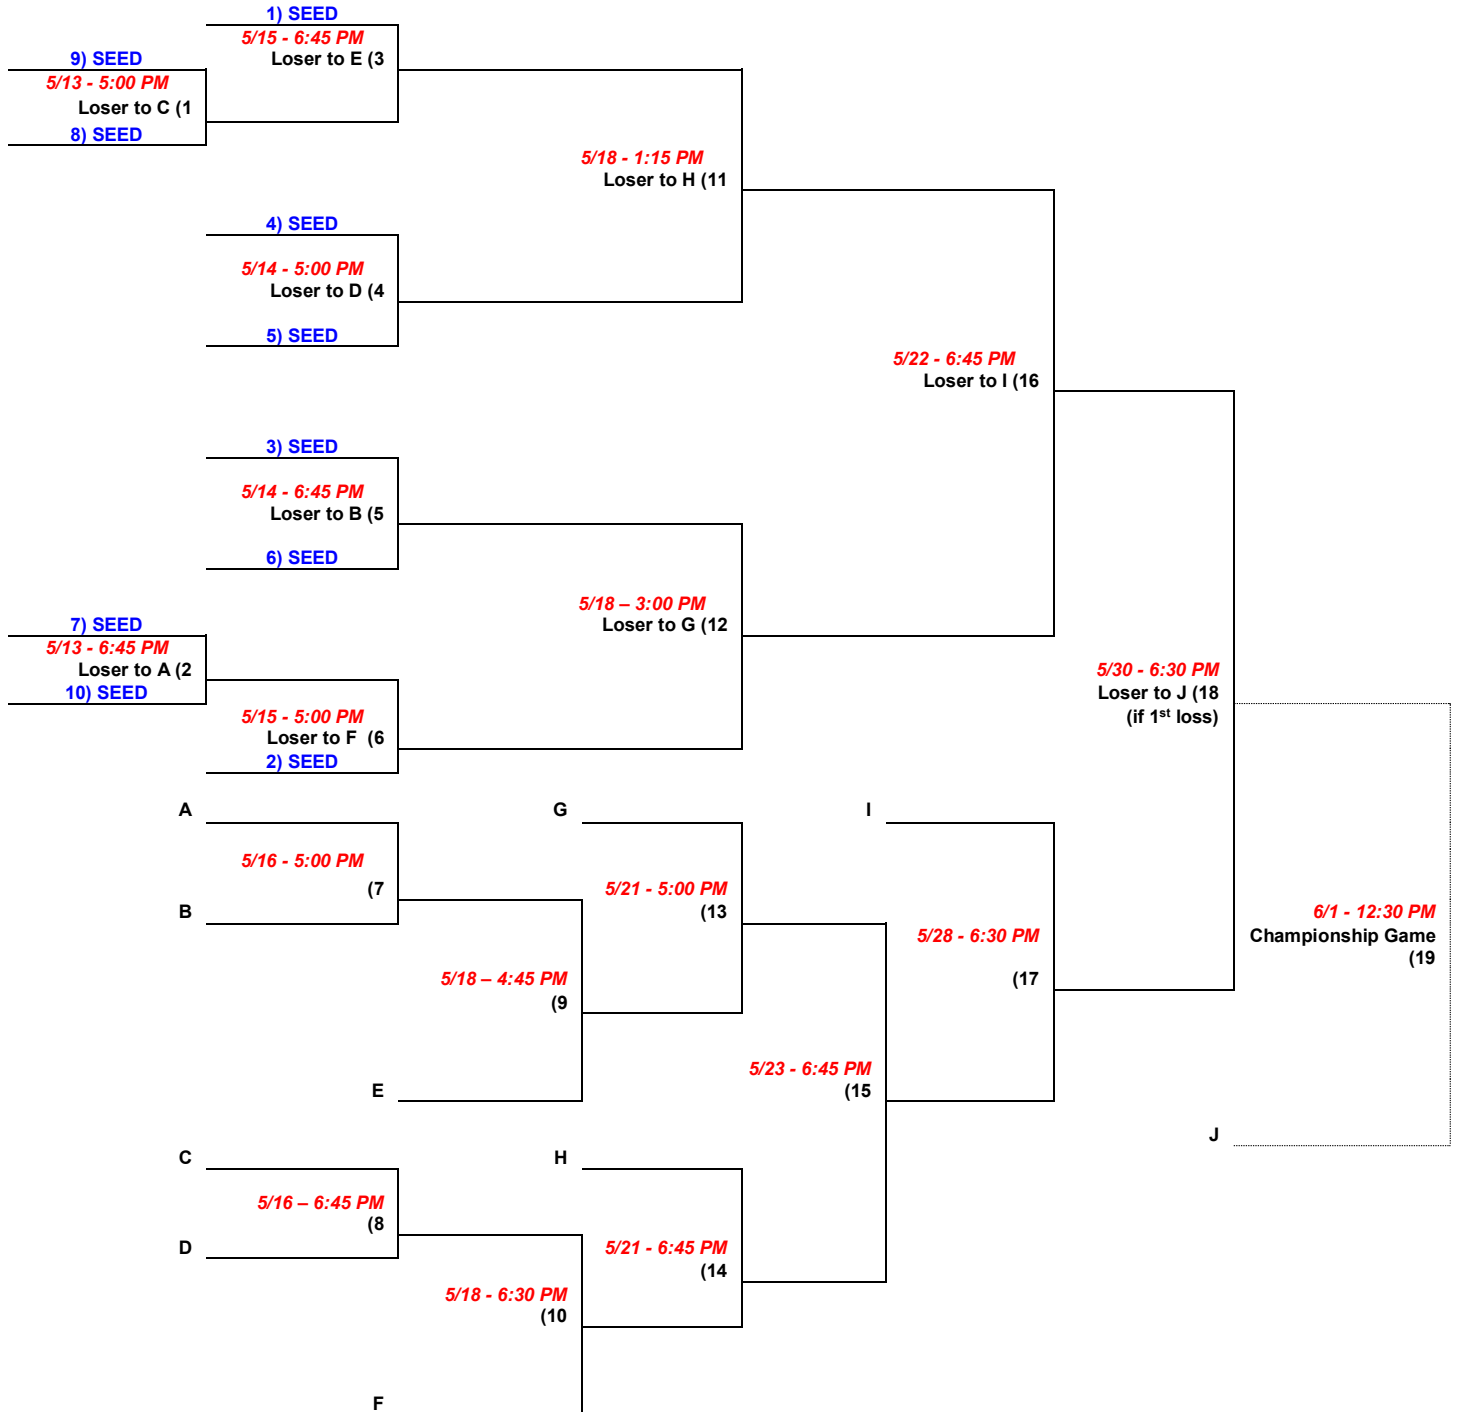 1) SEED
5/15 - 6:45 PM
Loser to E (3
9) SEED
5/13 - 5:00 PM
Loser to C (1
8) SEED
5/18 - 1:15 PM
Loser to H (11
4) SEED
5/14 - 5:00 PM
Loser to D (4
5) SEED
5/22 - 6:45 PM
Loser to I (16
3) SEED
5/14 - 6:45 PM
Loser to B (5
6) SEED
5/18 – 3:00 PM
Loser to G (12
7) SEED
5/13 - 6:45 PM
Loser to A (2
10) SEED
5/15 - 5:00 PM
Loser to F (6
2) SEED
5/30 - 6:30 PM
Loser to J (18
(if 1st loss)
A
5/16 - 5:00 PM
(7
B
G
5/21 - 5:00 PM
(13
I
5/28 - 6:30 PM
(17
6/1 - 12:30 PM
Championship Game
(19
5/18 – 4:45 PM
(9
E
5/23 - 6:45 PM
(15
J
C
5/16 – 6:45 PM
(8
D
H
5/21 - 6:45 PM
(14
5/18 - 6:30 PM
(10
F